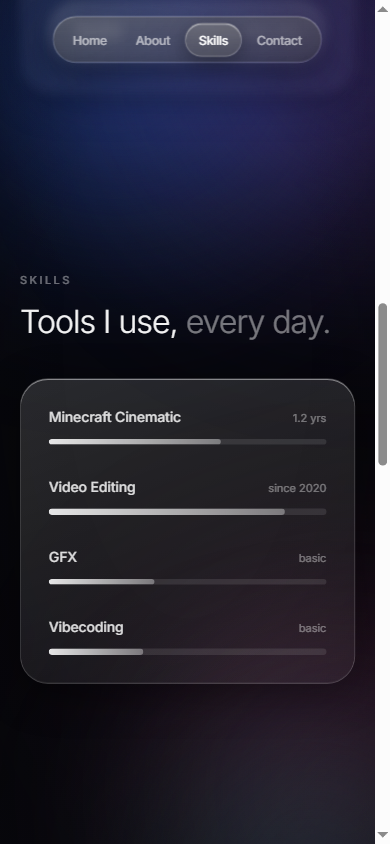 Home About Skills Contact
SKILLS
Tools I use, every day.
Minecraft Cinematic 1.2 yrs
Video Editing since 2020
GFX basic
Vibecoding basic